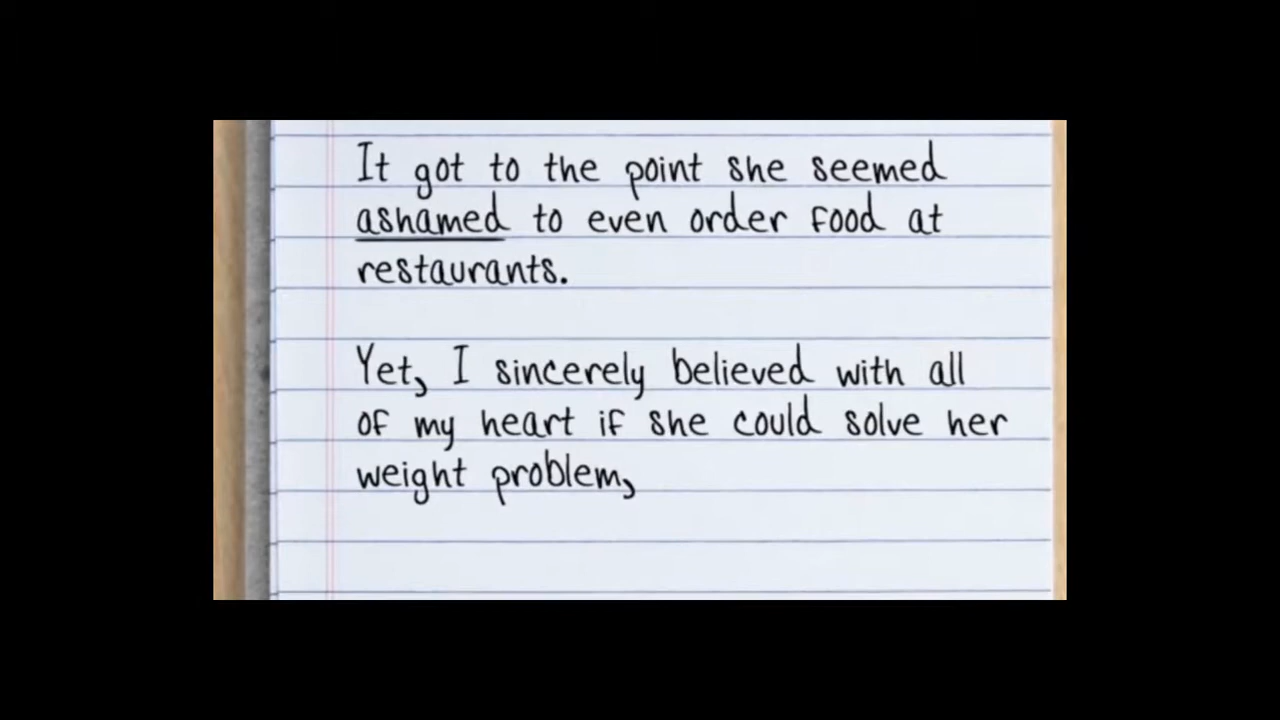 It got to the point she seemed
ashamed to even order food at
restaurants.
Yet, I sincerely believed with all
of my heart if she could solve her
weight problem,